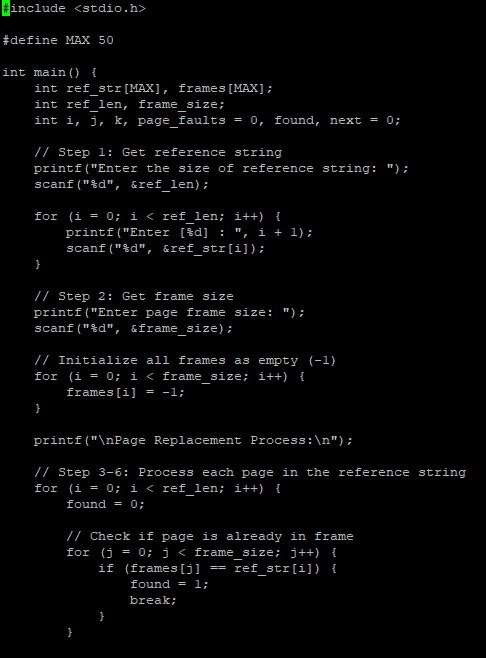 #include <stdio.h>

#define MAX 50

int main() {
    int ref_str[MAX], frames[MAX];
    int ref_len, frame_size;
    int i, j, k, page_faults = 0, found, next = 0;

    // Step 1: Get reference string
    printf("Enter the size of reference string: ");
    scanf("%d", &ref_len);

    for (i = 0; i < ref_len; i++) {
        printf("Enter [%d] : ", i + 1);
        scanf("%d", &ref_str[i]);
    }

    // Step 2: Get frame size
    printf("Enter page frame size: ");
    scanf("%d", &frame_size);

    // Initialize all frames as empty (-1)
    for (i = 0; i < frame_size; i++) {
        frames[i] = -1;
    }

    printf("\nPage Replacement Process:\n");

    // Step 3-6: Process each page in the reference string
    for (i = 0; i < ref_len; i++) {
        found = 0;

        // Check if page is already in frame
        for (j = 0; j < frame_size; j++) {
            if (frames[j] == ref_str[i]) {
                found = 1;
                break;
            }
        }